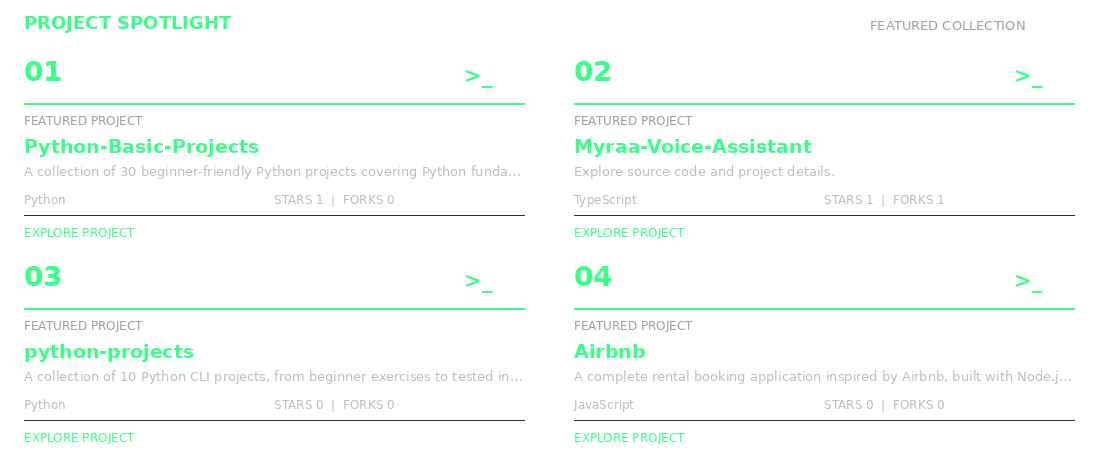 PROJECT SPOTLIGHT
FEATURED COLLECTION
01
>_
FEATURED PROJECT
Python-Basic-Projects
A collection of 30 beginner-friendly Python projects covering Python funda...
Python
STARS 1 | FORKS 0
EXPLORE PROJECT
02
>_
FEATURED PROJECT
Myraa-Voice-Assistant
Explore source code and project details.
TypeScript
STARS 1 | FORKS 1
EXPLORE PROJECT
03
>_
FEATURED PROJECT
python-projects
A collection of 10 Python CLI projects, from beginner exercises to tested in...
Python
STARS 0 | FORKS 0
EXPLORE PROJECT
04
>_
FEATURED PROJECT
Airbnb
A complete rental booking application inspired by Airbnb, built with Node.j...
JavaScript
STARS 0 | FORKS 0
EXPLORE PROJECT